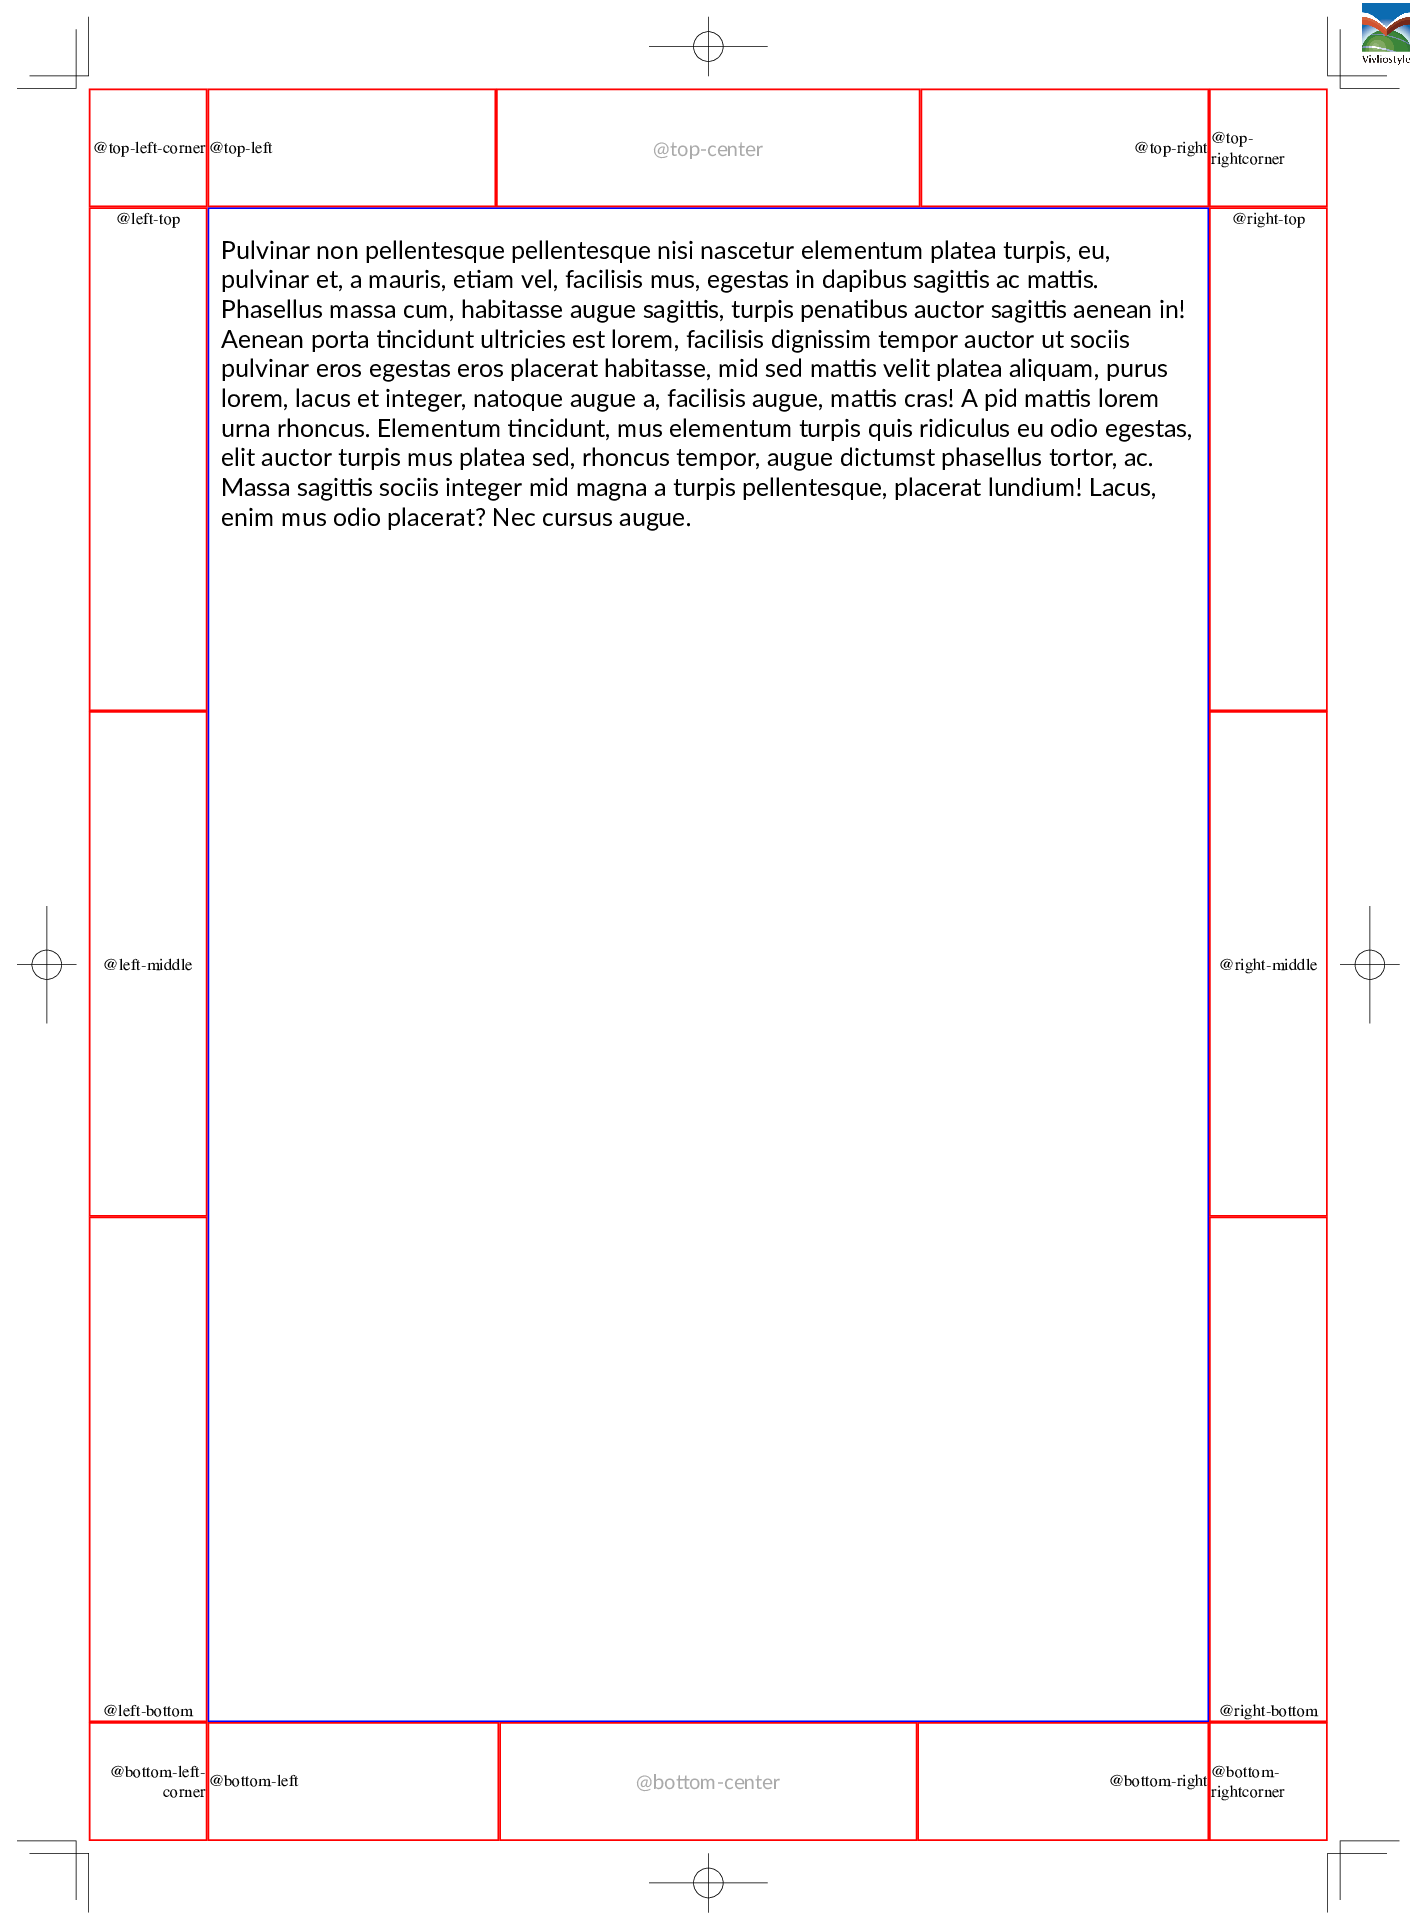 Vivliostyle
@top-left-corner
@top-left
@top-center
@top-right
@top-
rightcorner
@left-top
@right-top
Pulvinar non pellentesque pellentesque nisi nascetur elementum platea turpis, eu,
pulvinar et, a mauris, etiam vel, facilisis mus, egestas in dapibus sagittis ac mattis.
Phasellus massa cum, habitasse augue sagittis, turpis penatibus auctor sagittis aenean in!
Aenean porta tincidunt ultricies est lorem, facilisis dignissim tempor auctor ut sociis
pulvinar eros egestas eros placerat habitasse, mid sed mattis velit platea aliquam, purus
lorem, lacus et integer, natoque augue a, facilisis augue, mattis cras! A pid mattis lorem
urna rhoncus. Elementum tincidunt, mus elementum turpis quis ridiculus eu odio egestas,
elit auctor turpis mus platea sed, rhoncus tempor, augue dictumst phasellus tortor, ac.
Massa sagittis sociis integer mid magna a turpis pellentesque, placerat lundium! Lacus,
enim mus odio placerat? Nec cursus augue.
@left-middle
@right-middle
@left-bottom
@right-bottom
@bottom-left-
corner
@bottom-left
@bottom-center
@bottom-right
@bottom-
rightcorner